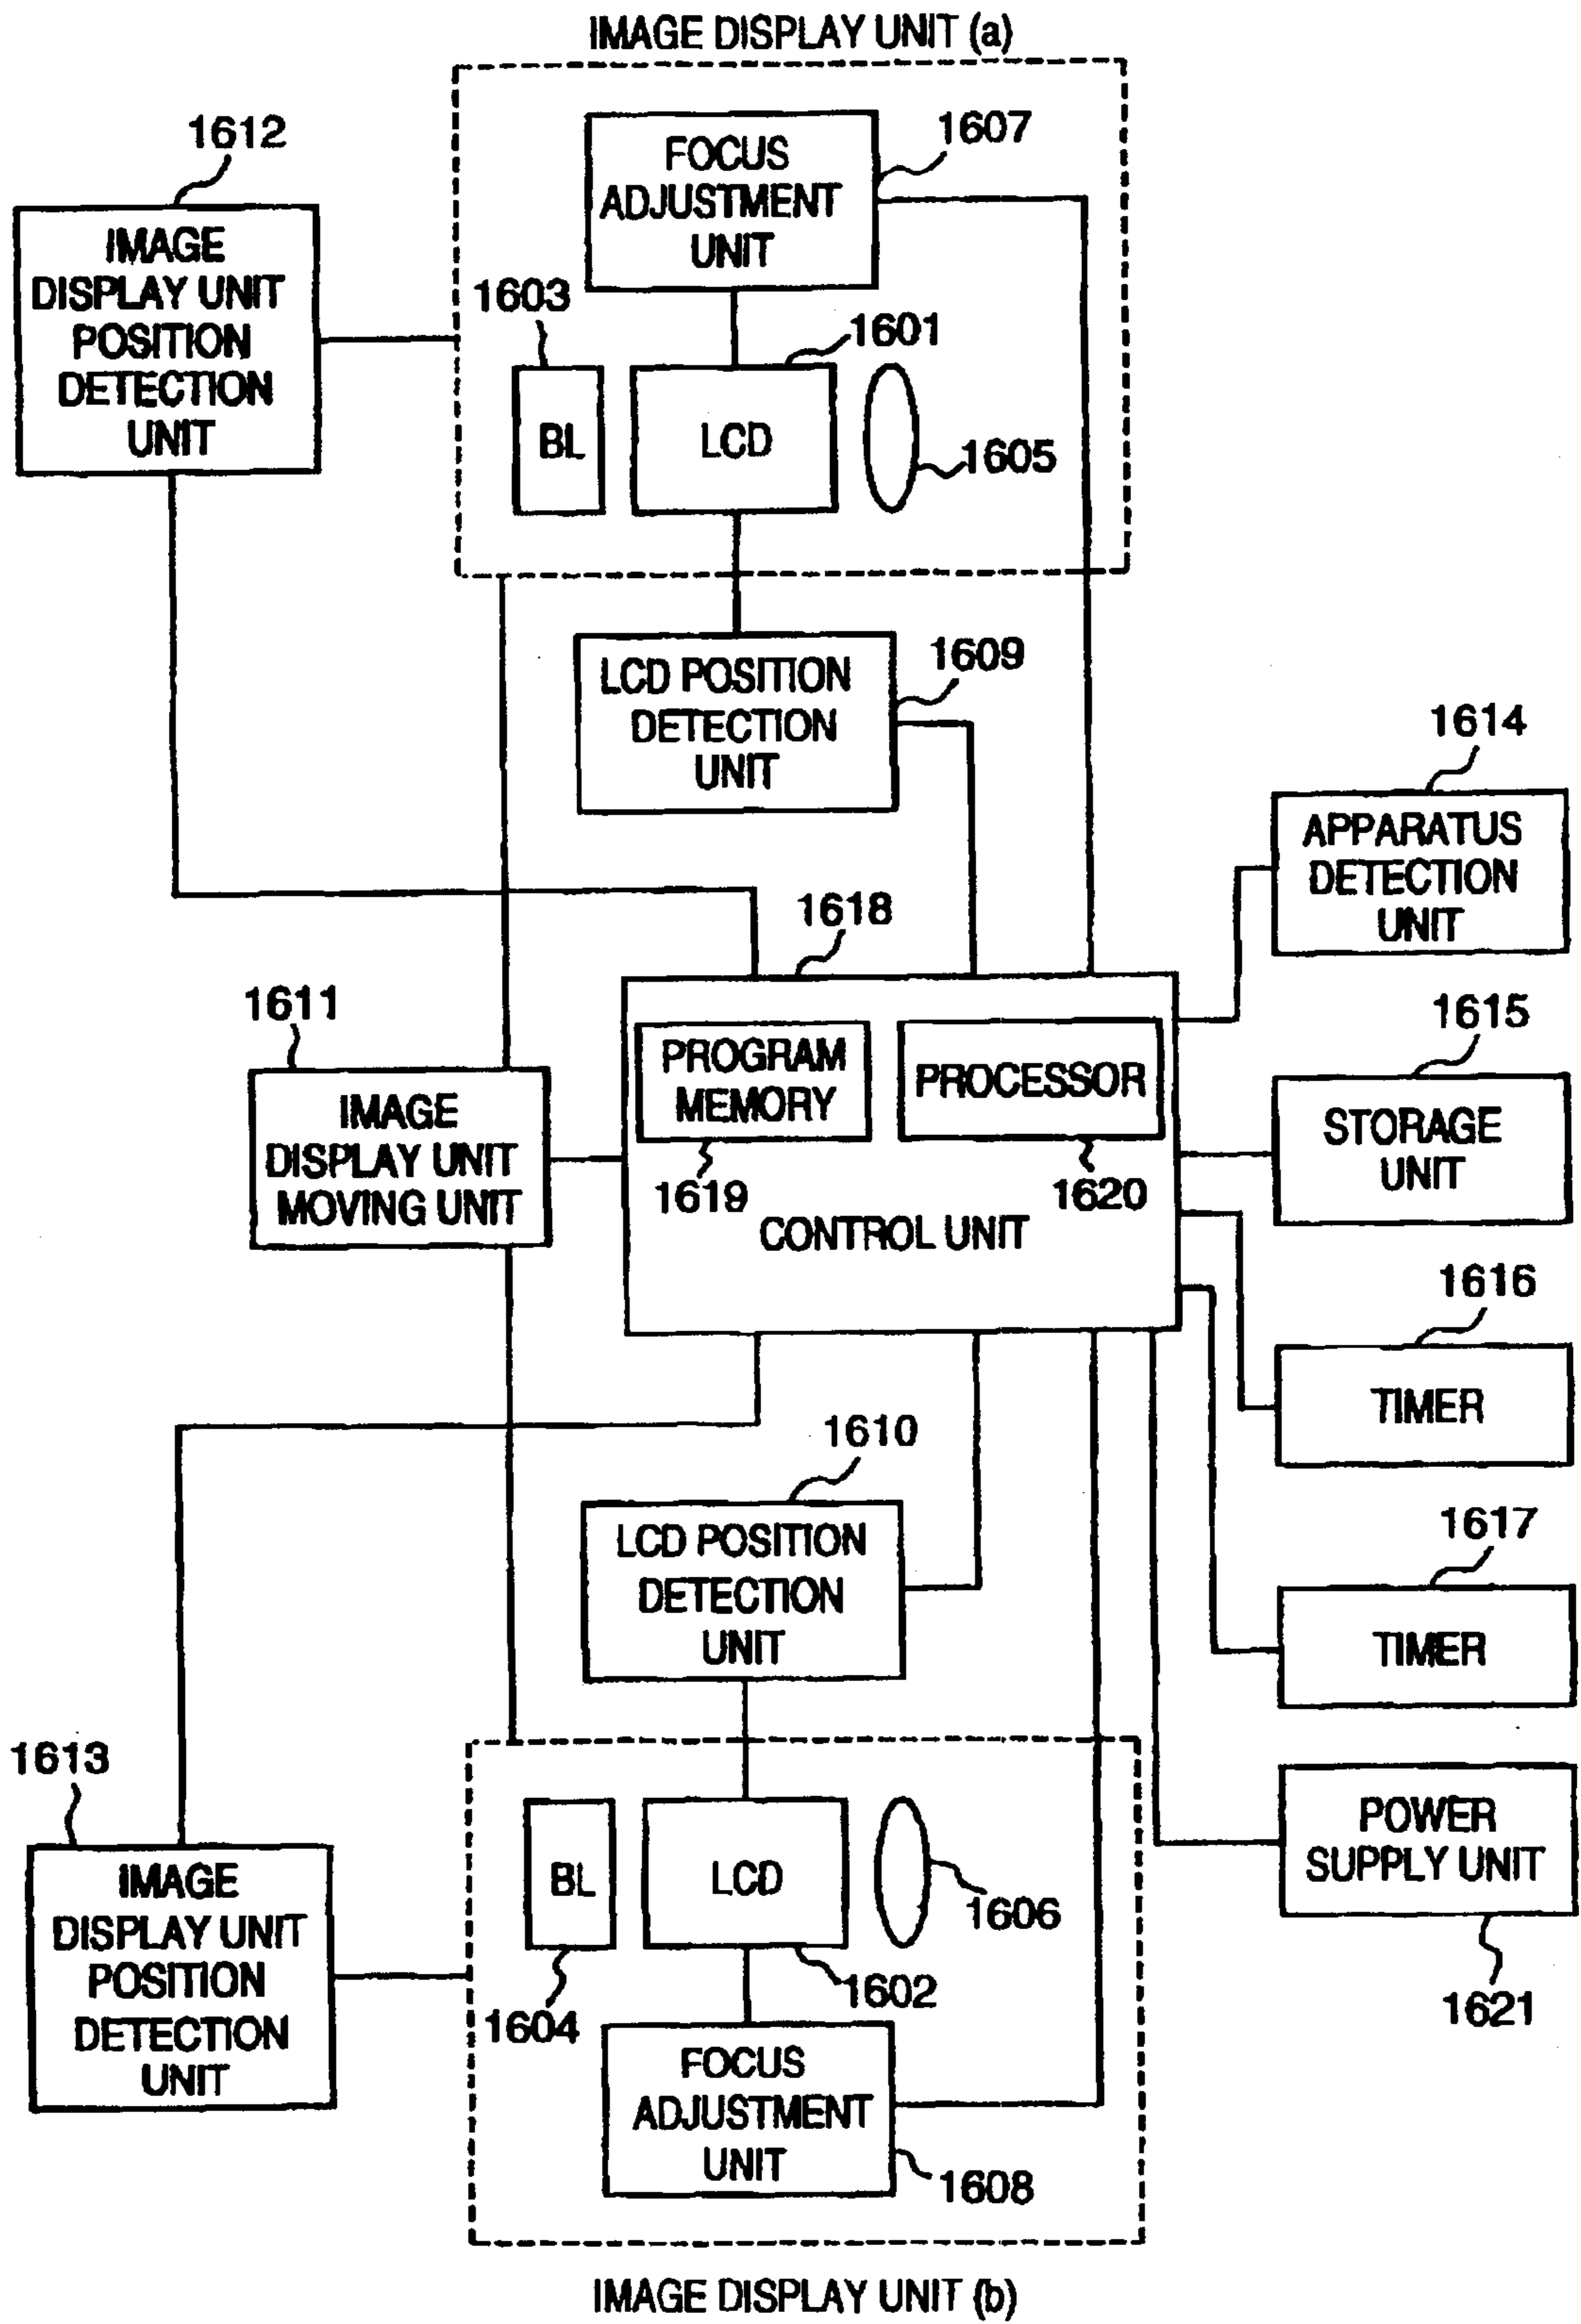 IMAGE DISPLAY UNIT (a)
1612
IMAGE
DISPLAY UNIT
POSITION
DETECTION
UNIT
1607
FOCUS
ADJUSTMENT
UNIT
1603
BL
1601
LCD
1605
1609
LCD POSITION
DETECTION
UNIT
1614
APPARATUS
DETECTION
UNIT
1618
1611
IMAGE
DISPLAY UNIT
MOVING UNIT
PROGRAM
MEMORY
1619
PROCESSOR
1620
CONTROL UNIT
1615
STORAGE
UNIT
1616
TIMER
1610
LCD POSITION
DETECTION
UNIT
1617
TIMER
1613
IMAGE
DISPLAY UNIT
POSITION
DETECTION
UNIT
BL
1604
LCD
1602
1606
POWER
SUPPLY UNIT
1621
FOCUS
ADJUSTMENT
UNIT
1608
IMAGE DISPLAY UNIT (b)